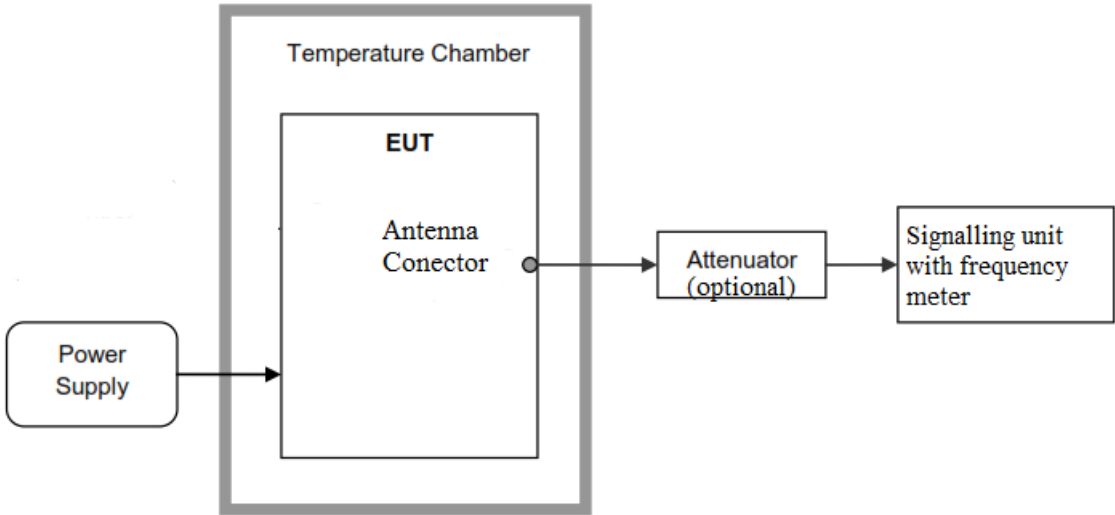 Temperature Chamber
EUT
Antenna
Conector
Attenuator
(optional)
Signalling unit
with frequency
meter
Power
Supply